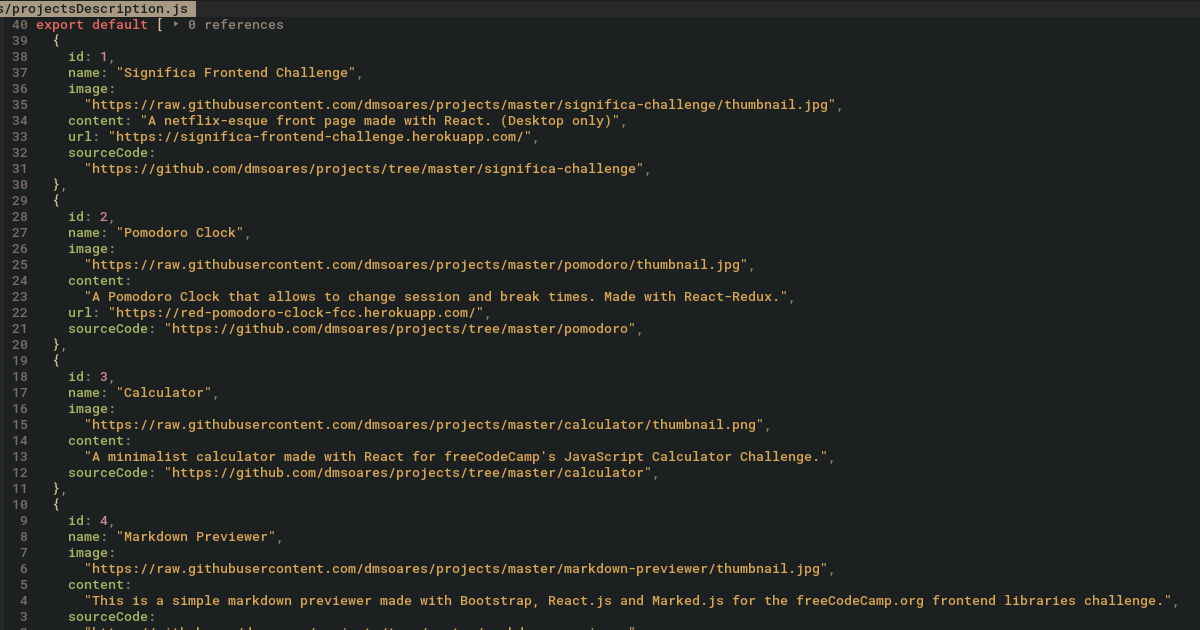 s/projectsDescription.js
40 export default [ ‣ 0 references
39 {
38 id: 1,
37 name: "Significa Frontend Challenge",
36 image:
35 "https://raw.githubusercontent.com/dmsoares/projects/master/significa-challenge/thumbnail.jpg",
34 content: "A netflix-esque front page made with React. (Desktop only)",
33 url: "https://significa-frontend-challenge.herokuapp.com/",
32 sourceCode:
31 "https://github.com/dmsoares/projects/tree/master/significa-challenge",
30 },
29 {
28 id: 2,
27 name: "Pomodoro Clock",
26 image:
25 "https://raw.githubusercontent.com/dmsoares/projects/master/pomodoro/thumbnail.jpg",
24 content:
23 "A Pomodoro Clock that allows to change session and break times. Made with React-Redux.",
22 url: "https://red-pomodoro-clock-fcc.herokuapp.com/",
21 sourceCode: "https://github.com/dmsoares/projects/tree/master/pomodoro",
20 },
19 {
18 id: 3,
17 name: "Calculator",
16 image:
15 "https://raw.githubusercontent.com/dmsoares/projects/master/calculator/thumbnail.png",
14 content:
13 "A minimalist calculator made with React for freeCodeCamp's JavaScript Calculator Challenge.",
12 sourceCode: "https://github.com/dmsoares/projects/tree/master/calculator",
11 },
10 {
9 id: 4,
8 name: "Markdown Previewer",
7 image:
6 "https://raw.githubusercontent.com/dmsoares/projects/master/markdown-previewer/thumbnail.jpg",
5 content:
4 "This is a simple markdown previewer made with Bootstrap, React.js and Marked.js for the freeCodeCamp.org frontend libraries challenge.",
3 sourceCode: